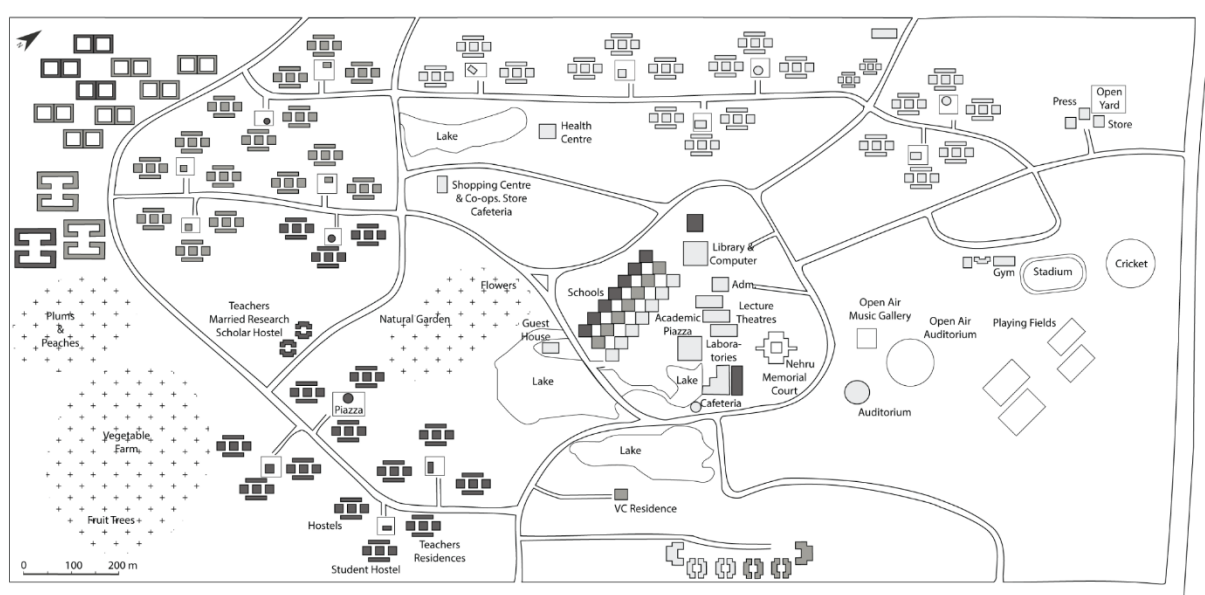 N
Press
Open
Yard
Store
Lake
Health
Centre
Shopping Centre
& Co-ops. Store
Cafeteria
Library &
Computer
Flowers
Schools
Adm.
Gym
Stadium
Cricket
Plums
&
Peaches
Teachers
Married Research
Scholar Hostel
Natural Garden
Guest
House
Academic
Piazza
Lecture
Theatres
Open Air
Music Gallery
Open Air
Auditorium
Playing Fields
Labora-
tories
Lake
Lake
Nehru
Memorial
Court
Cafeteria
Auditorium
Piazza
Vegetable
Farm
Lake
VC Residence
Fruit Trees
Hostels
Teachers
Residences
Student Hostel
0 100 200 m